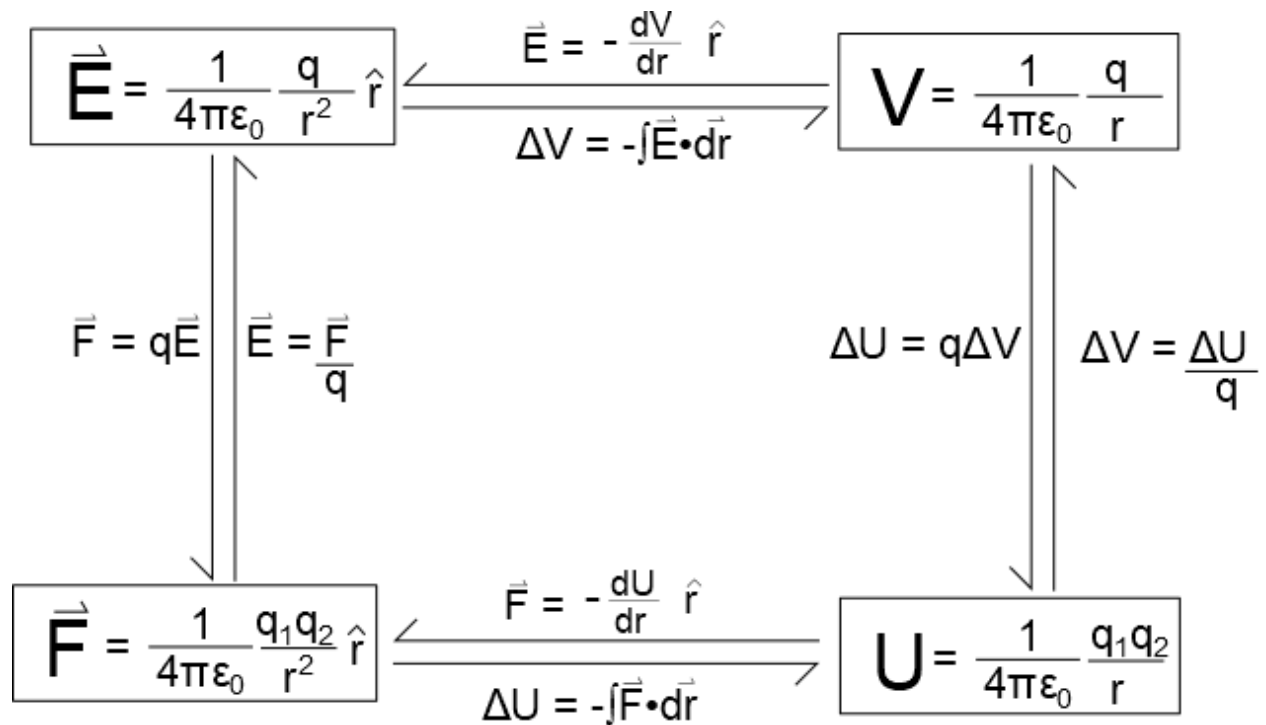 E⃗ = 1/4πε₀ q/r² r̂
E⃗ = - dV/dr r̂
ΔV = -∫E⃗•dr⃗
V = 1/4πε₀ q/r
F⃗ = qE⃗
E⃗ = F⃗/q
ΔU = qΔV
ΔV = ΔU/q
F⃗ = 1/4πε₀ q₁q₂/r² r̂
F⃗ = - dU/dr r̂
ΔU = -∫F⃗•dr⃗
U = 1/4πε₀ q₁q₂/r